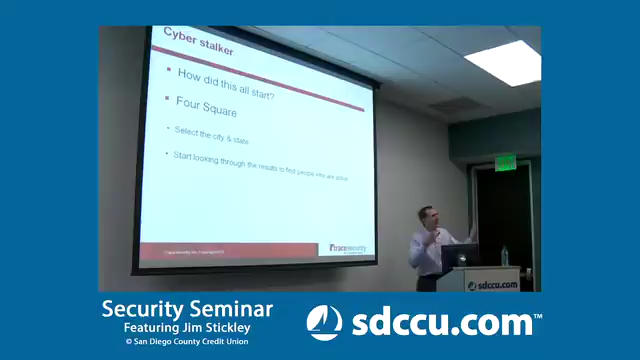 Cyber stalker
How did this all start?
Four Square
Select the city & state
Start looking through the results to find people who are active
tracesecurity
sdccu.com
Security Seminar
Featuring Jim Stickley
© San Diego County Credit Union
sdccu.com™